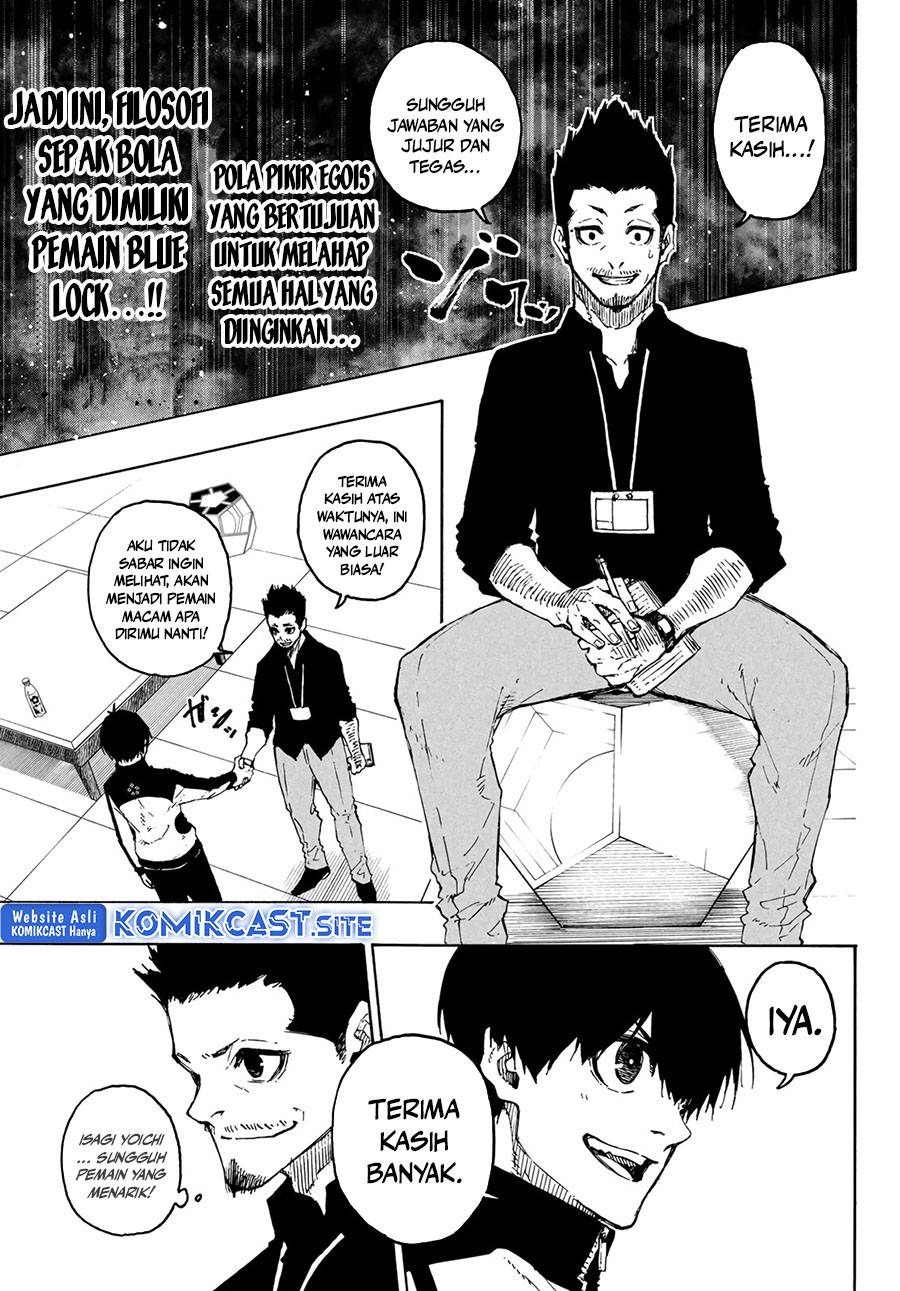 TERIMA
KASIH...!
SUNGGUH
JAWABAN YANG
JUJUR DAN
TEGAS...
POLA PIKIR EGOIS
YANG BERTUJUAN
UNTUK MELAHAP
SEMUA HAL YANG
DIINGINKAN...
JADI INI, FILOSOFI
SEPAK BOLA
YANG DIMILIKI
PEMAIN BLUE
LOCK...!!
TERIMA
KASIH ATAS
WAKTUNYA, INI
WAWANCARA
YANG LUAR
BIASA!
AKU TIDAK
SABAR INGIN
MELIHAT, AKAN
MENJADI PEMAIN
MACAM APA
DIRIMU NANTI!
Website Asli
KOMIKCAST Hanya
KOMIKCAST.SITE
IYA.
TERIMA
KASIH
BANYAK.
ISAGI YOICHI
... SUNGGUH
PEMAIN YANG
MENARIK!